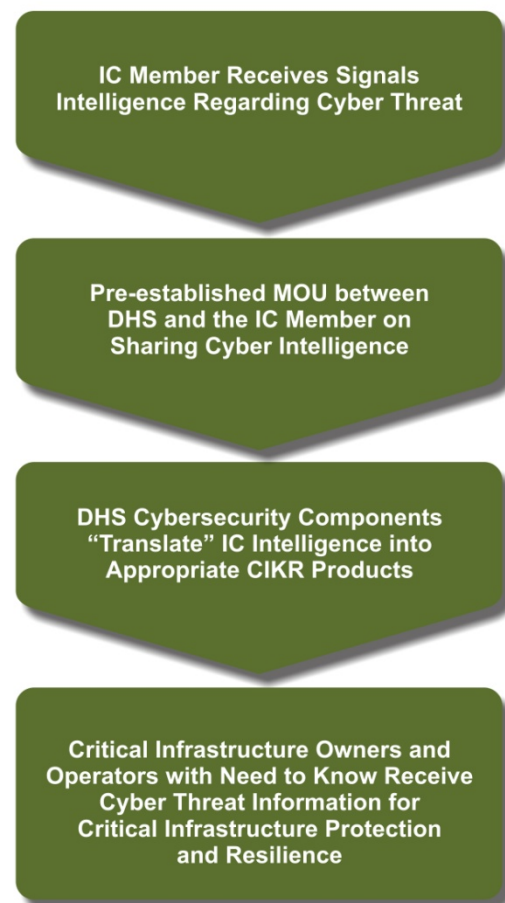 IC Member Receives Signals
Intelligence Regarding Cyber Threat
Pre-established MOU between
DHS and the IC Member on
Sharing Cyber Intelligence
DHS Cybersecurity Components
“Translate” IC Intelligence into
Appropriate CIKR Products
Critical Infrastructure Owners and
Operators with Need to Know Receive
Cyber Threat Information for
Critical Infrastructure Protection
and Resilience